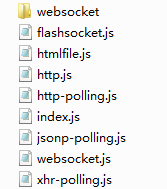 websocket
flashsocket.js
htmlfile.js
http.js
http-polling.js
index.js
jsonp-polling.js
websocket.js
xhr-polling.js